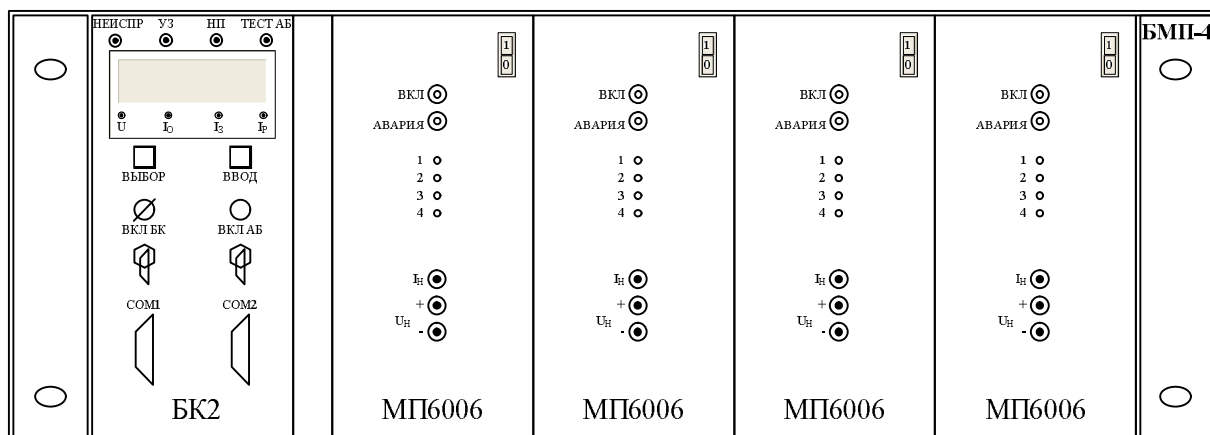 НЕИСПР УЗ НП ТЕСТ АБ
U IО IЗ IР
ВЫБОР ВВОД
ВКЛ БК ВКЛ АБ
COM1 COM2
БК2
1
0
ВКЛ
АВАРИЯ
1
2
3
4
IН
+
UН
-
МП6006
1
0
ВКЛ
АВАРИЯ
1
2
3
4
IН
+
UН
-
МП6006
1
0
ВКЛ
АВАРИЯ
1
2
3
4
IН
+
UН
-
МП6006
1
0
ВКЛ
АВАРИЯ
1
2
3
4
IН
+
UН
-
МП6006
БМП-4